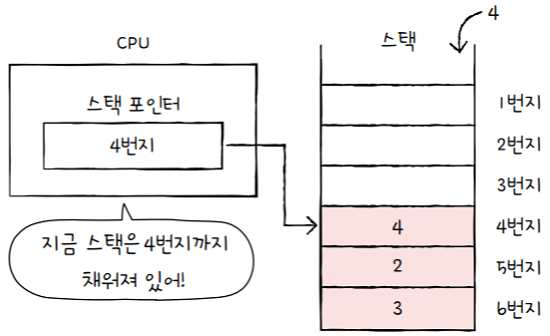 CPU
스택 포인터
4번지
지금 스택은 4번지까지
채워져 있어!
스택
4
1번지
2번지
3번지
4 4번지
2 5번지
3 6번지